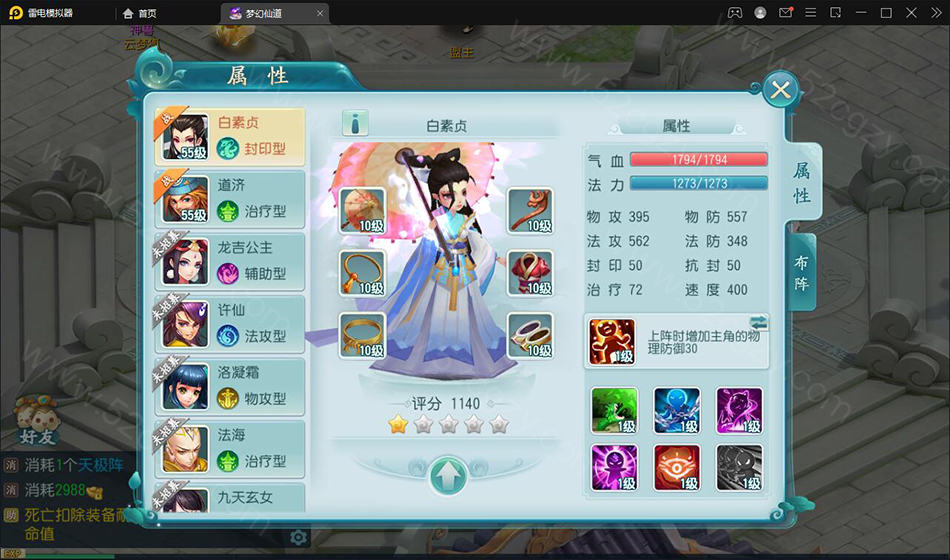 雷电模拟器
首页
梦幻仙道
神兽
云梦
盟主
属性
白素贞
封印型
战
55级
道济
治疗型
战
55级
龙吉公主
辅助型
未招募
许仙
法攻型
未招募
洛凝霜
物攻型
未招募
法海
治疗型
未招募
九天玄女
未招募
白素贞
10级
10级
10级
10级
10级
10级
评分 1140
属性
气血 1794/1794
法力 1273/1273
物攻 395 物防 557
法攻 562 法防 348
封印 50 抗封 50
治疗 72 速度 400
1级
上阵时增加主角的物
理防御30
1级 1级 1级
1级 1级 1级
属性
布阵
好友
消 消耗1个天极阵
消 消耗2988
助 死亡扣除装备耐
命值
EXP